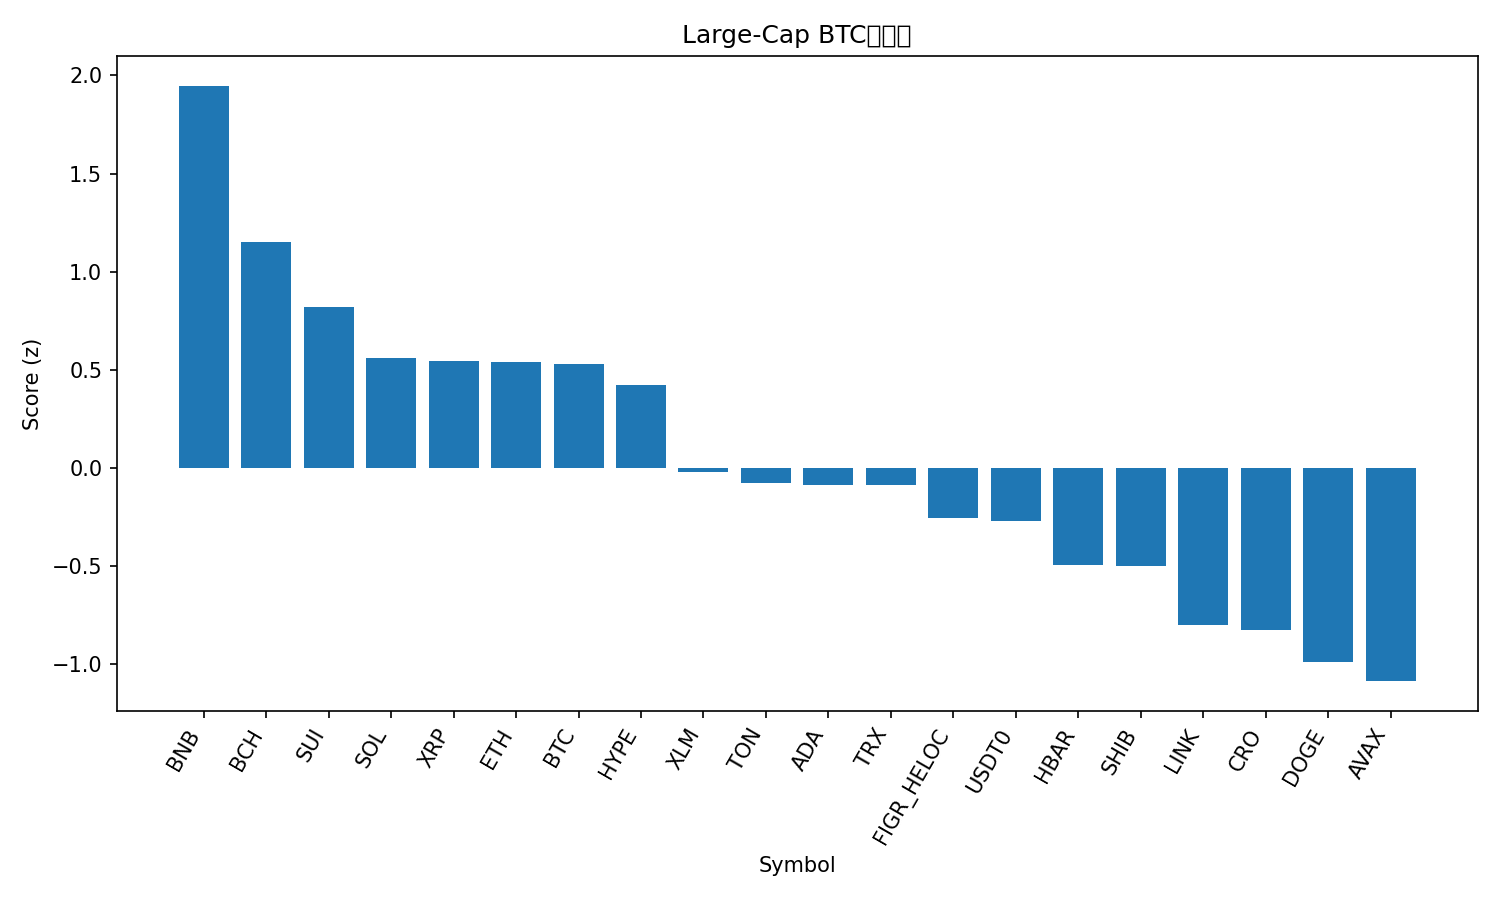 Large-Cap BTC
2.0
1.5
1.0
0.5
0.0
−0.5
−1.0
Score (z)
BNB
BCH
SUI
SOL
XRP
ETH
BTC
HYPE
XLM
TON
ADA
TRX
FIGR_HELOC
USDT0
HBAR
SHIB
LINK
CRO
DOGE
AVAX
Symbol